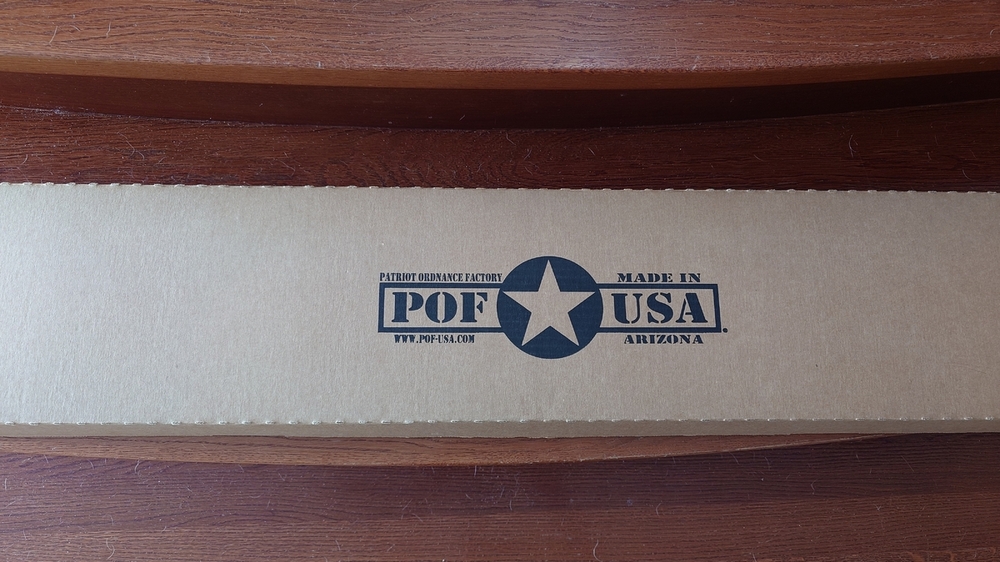 PATRIOT ORDNANCE FACTORY
POF
WWW.POF-USA.COM
MADE IN
USA
ARIZONA